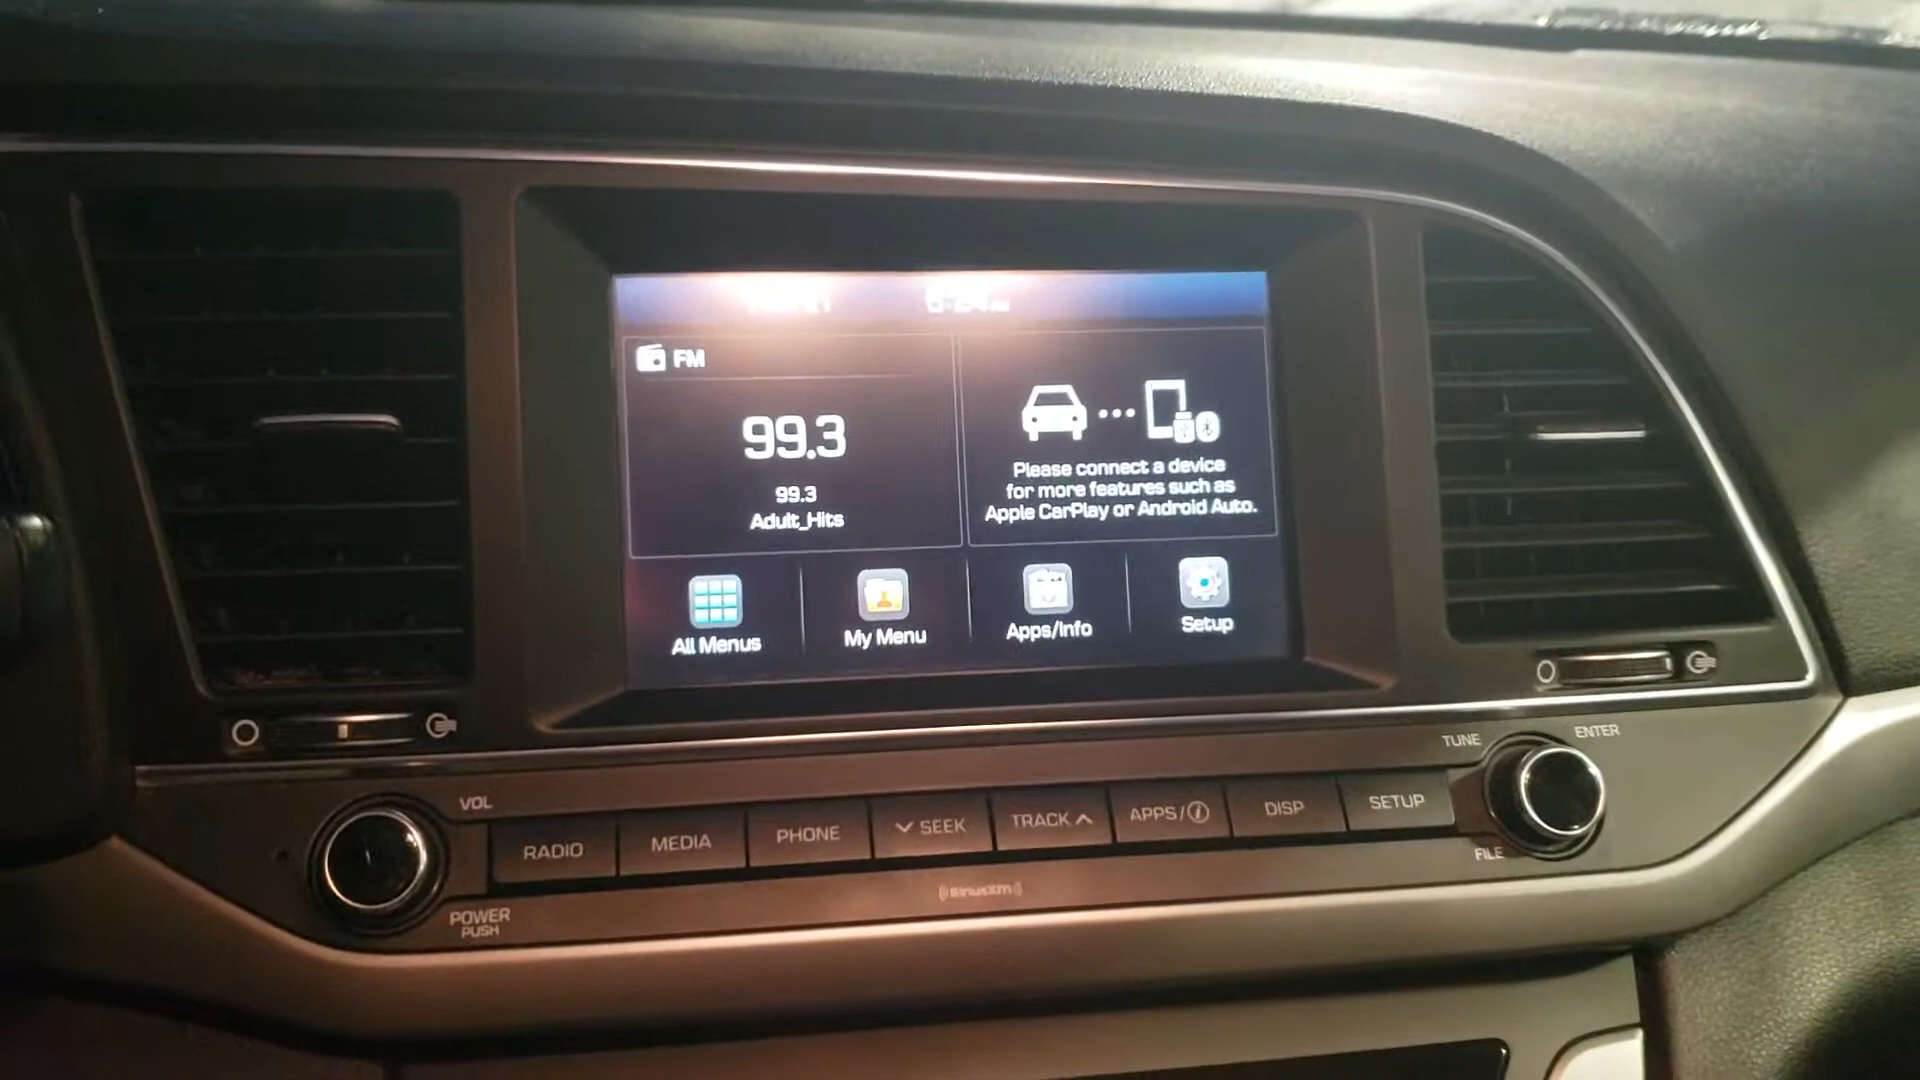 FM
99.3
99.3
Adult_Hits
Please connect a device
for more features such as
Apple CarPlay or Android Auto.
All Menus
My Menu
Apps/Info
Setup
VOL
POWER
PUSH
RADIO
MEDIA
PHONE
SEEK
TRACK
APPS/i
DISP
SETUP
TUNE
ENTER
FILE
((siriusxm))